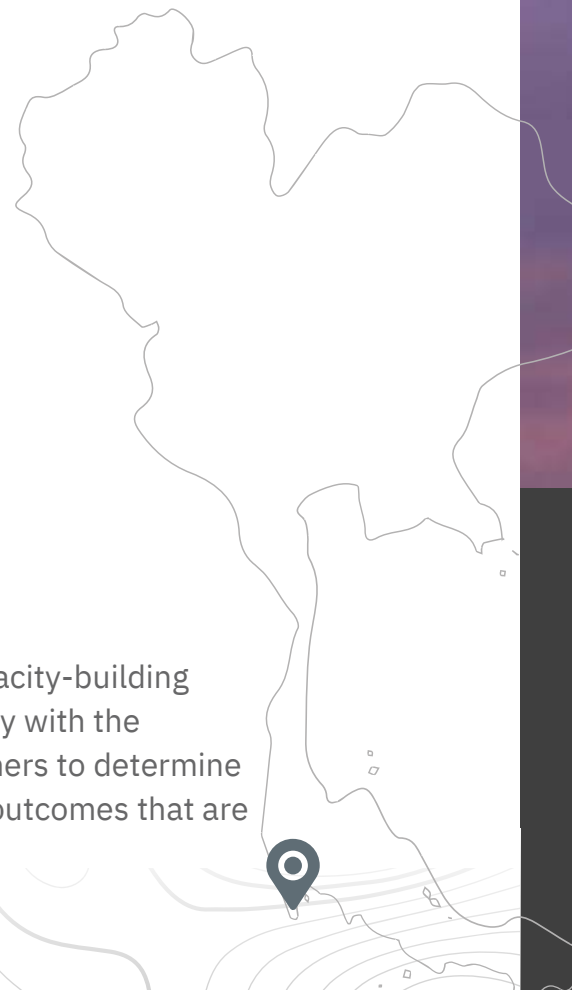 acity-building
y with the
ners to determine
outcomes that are